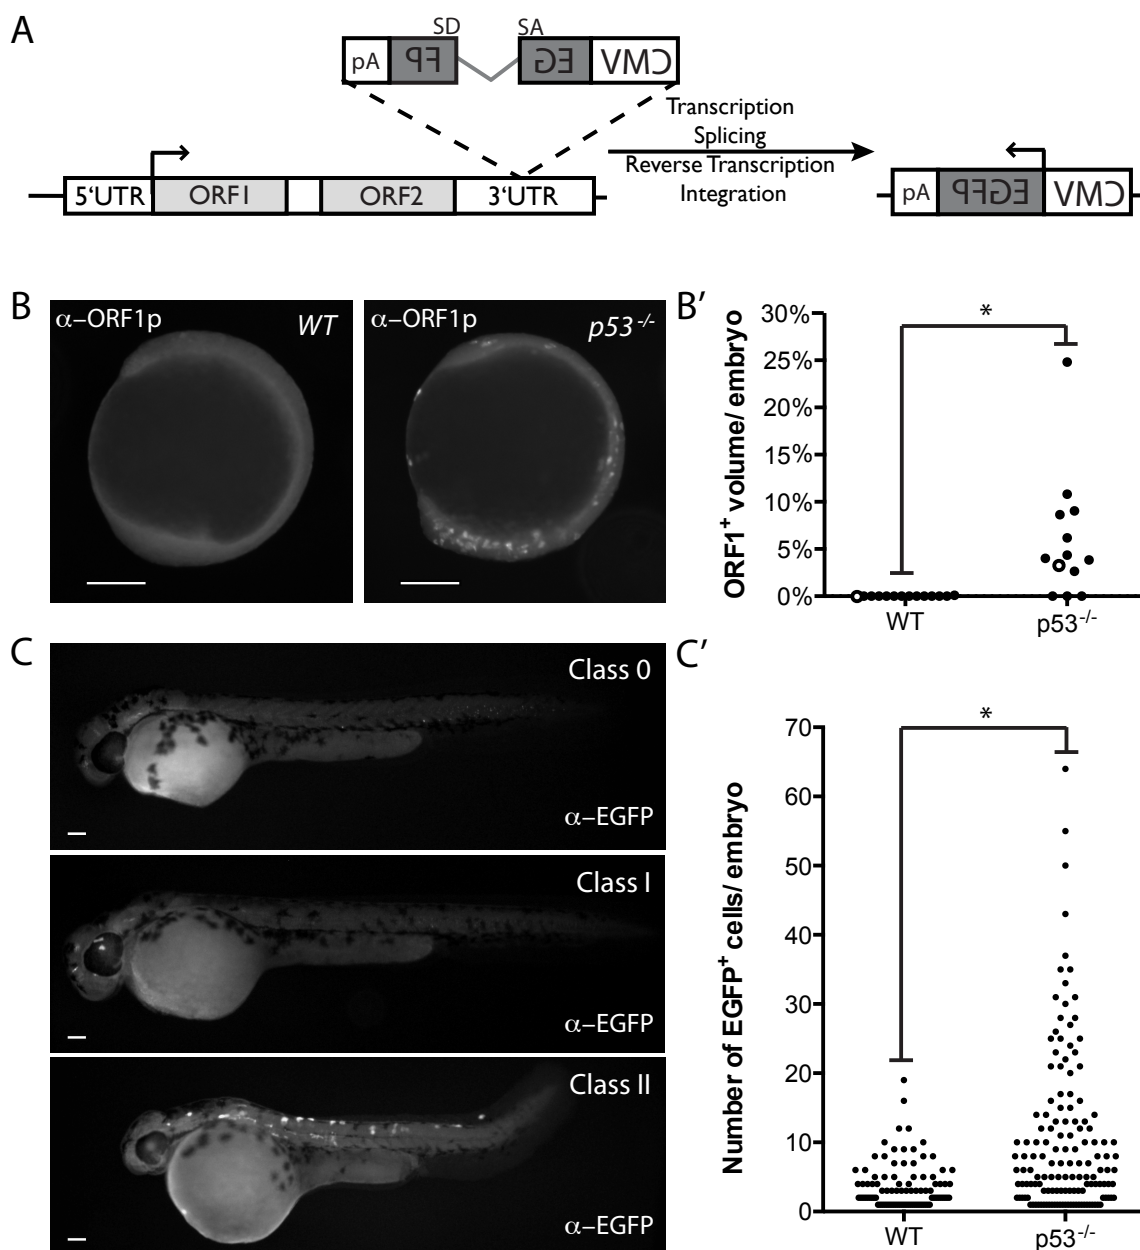 A
SD
SA
pA
FP
EG
CMV
Transcription
Splicing
Reverse Transcription
Integration
5'UTR
ORF1
ORF2
3'UTR
pA
EGFP
CMV
B
α–ORF1p
WT
α–ORF1p
p53-/-
B'
ORF1+ volume/ embryo
30%
25%
20%
15%
10%
5%
0%
*
WT
p53-/-
C
Class 0
α–EGFP
Class I
α–EGFP
Class II
α–EGFP
C'
Number of EGFP+ cells/ embryo
70
60
50
40
30
20
10
0
*
WT
p53-/-